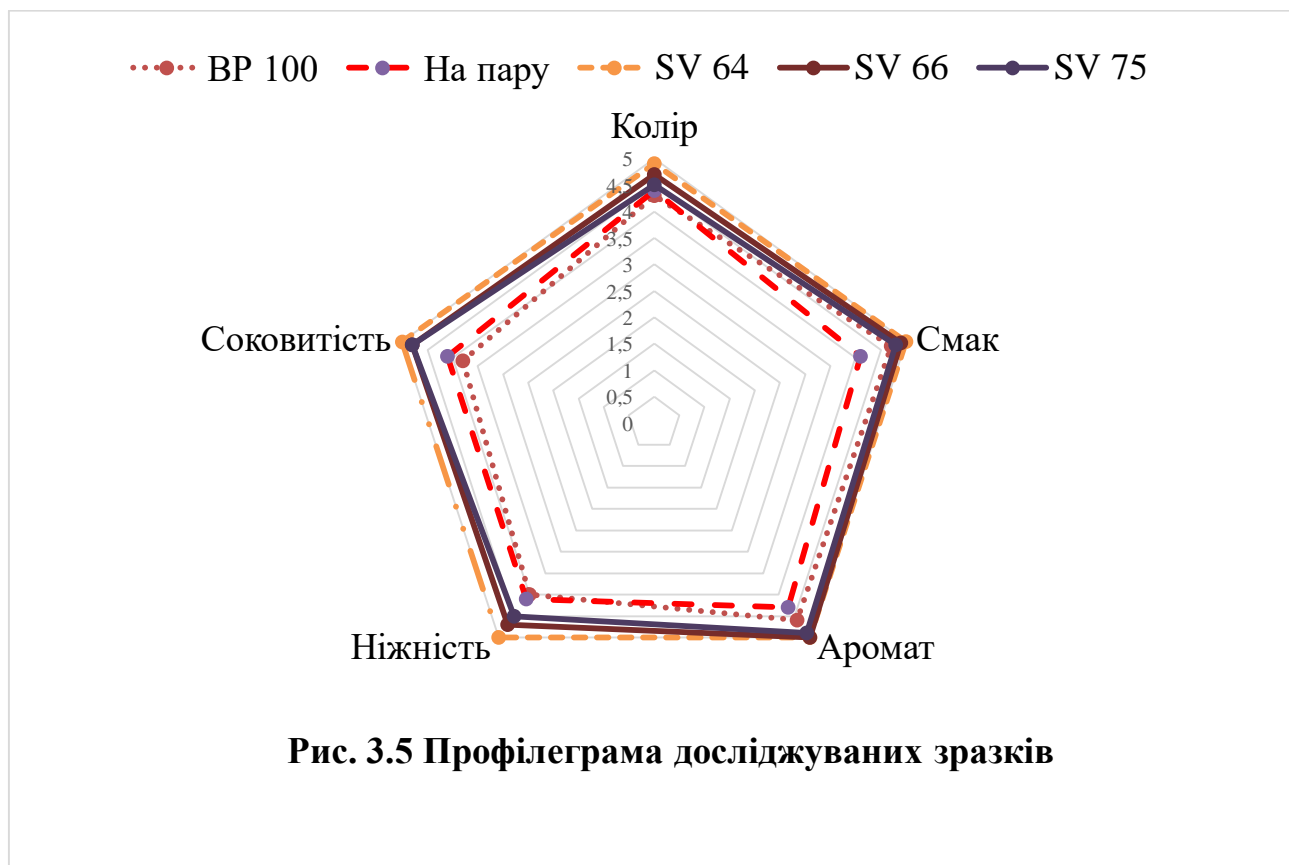 ВР 100 На пару SV 64 SV 66 SV 75
Колір
5
4,5
4
3,5
3
2,5
2
1,5
1
0,5
0
Соковитість
Смак
Ніжність
Аромат
Рис. 3.5 Профілеграма досліджуваних зразків